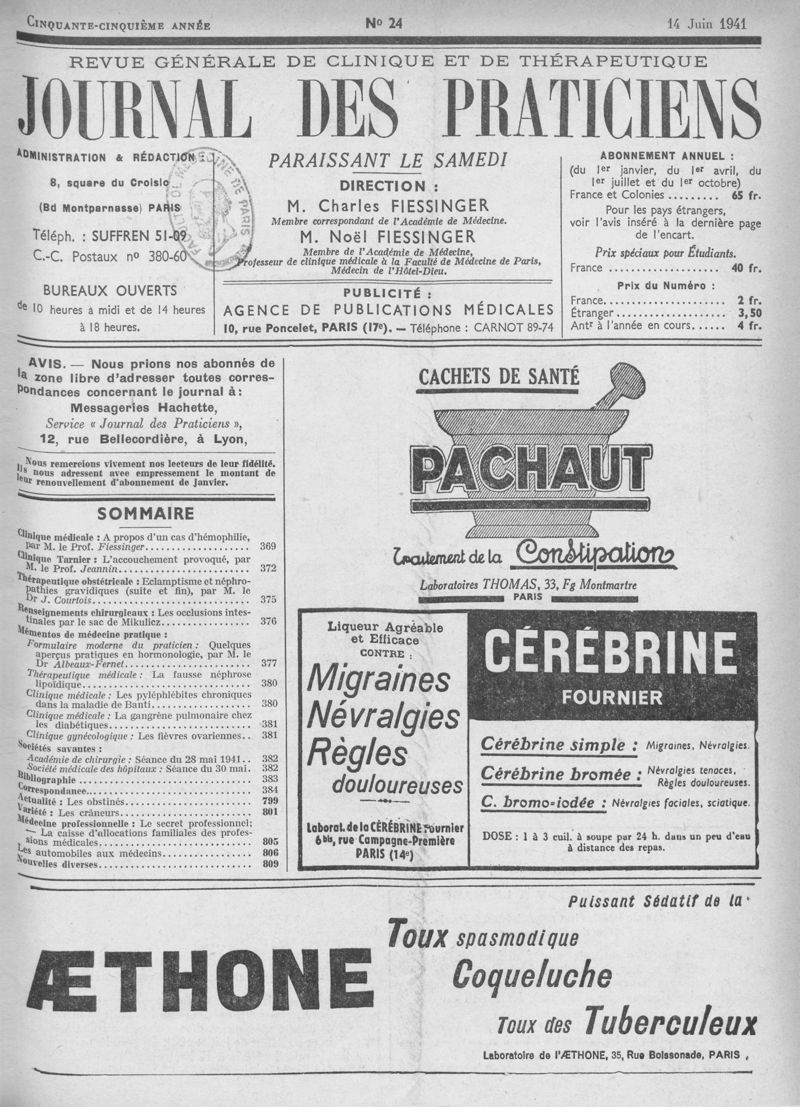 CINQUANTE-CINQUIÈME ANNÉE
No 24
14 Juin 1941
REVUE GÉNÉRALE DE CLINIQUE ET DE THÉRAPEUTIQUE
JOURNAL DES PRATICIENS
ADMINISTRATION & RÉDACTION :
8, square du Croisic
(Bd Montparnasse) PARIS
Téléph. : SUFFREN 51-09
C.-C. Postaux no 380-60
BUREAUX OUVERTS
de 10 heures à midi et de 14 heures
à 18 heures.
PARAISSANT LE SAMEDI
DIRECTION :
M. Charles FIESSINGER
Membre correspondant de l'Académie de Médecine.
M. Noël FIESSINGER
Membre de l'Académie de Médecine,
Professeur de clinique médicale à la Faculté de Médecine de Paris,
Médecin de l'Hôtel-Dieu.
PUBLICITÉ :
AGENCE DE PUBLICATIONS MÉDICALES
10, rue Poncelet, PARIS (17e). — Téléphone : CARNOT 89-74
ABONNEMENT ANNUEL :
(du 1er janvier, du 1er avril, du
1er juillet et du 1er octobre)
France et Colonies ......... 65 fr.
Pour les pays étrangers,
voir l'avis inséré à la dernière page
de l'encart.
Prix spéciaux pour Étudiants.
France .................... 40 fr.
Prix du Numéro :
France..................... 2 fr.
Étranger................... 3,50
Antr à l'année en cours...... 4 fr.
AVIS. — Nous prions nos abonnés de
la zone libre d'adresser toutes corres-
pondances concernant le journal à :
Messageries Hachette,
Service « Journal des Praticiens »,
12, rue Bellecordière, à Lyon,
Nous remercions vivement nos lecteurs de leur fidélité.
Ils nous adressent avec empressement le montant de
leur renouvellement d'abonnement de janvier.
SOMMAIRE
Clinique médicale : A propos d'un cas d'hémophilie,
par M. le Prof. Fiessinger................... 369
Clinique Tarnier : L'accouchement provoqué, par
M. le Prof. Jeannin.......................... 372
Thérapeutique obstétricale : Eclamptisme et néphro-
pathies gravidiques (suite et fin), par M. le
Dr J. Courtois............................... 375
Renseignements chirurgicaux : Les occlusions intes-
tinales par le sac de Mikulicz............... 376
Mémentos de médecine pratique :
Formulaire moderne du praticien : Quelques
aperçus pratiques en hormonologie, par M. le
Dr Albeaux-Fernet............................ 377
Thérapeutique médicale : La fausse néphrose
lipoïdique................................... 380
Clinique médicale : Les pyléphlébites chroniques
dans la maladie de Banti..................... 380
Clinique médicale : La gangrène pulmonaire chez
les diabétiques.............................. 381
Clinique gynécologique : Les fièvres ovariennes.. 381
Sociétés savantes :
Académie de chirurgie : Séance du 28 mai 1941.. 382
Société médicale des hôpitaux : Séance du 30 mai. 382
Bibliographie ............................... 383
Correspondance............................... 384
Actualité : Les obstinés..................... 799
Variété : Les crâneurs....................... 801
Médecine professionnelle : Le secret professionnel;
— La caisse d'allocations familiales des profes-
sions médicales.............................. 805
Les automobiles aux médecins................. 806
Nouvelles diverses........................... 809
CACHETS DE SANTÉ
PACHAUT
Traitement de la Constipation
Laboratoires THOMAS, 33, Fg Montmartre
PARIS
Liqueur Agréable
et Efficace
CONTRE :
Migraines
Névralgies
Règles
douloureuses
Laborat. de la CÉRÉBRINE Fournier
6bis, rue Campagne-Première
PARIS (14e)
CÉRÉBRINE
FOURNIER
Cérébrine simple : Migraines, Névralgies.
Cérébrine bromée : Névralgies tenaces,
Règles douloureuses.
C. bromo-iodée : Névralgies faciales, sciatique.
DOSE : 1 à 3 cuil. à soupe par 24 h. dans un peu d'eau
à distance des repas.
ÆTHONE
Puissant Sédatif de la
Toux spasmodique
Coqueluche
Toux des Tuberculeux
Laboratoire de l'ÆTHONE, 35, Rue Boissonade, PARIS